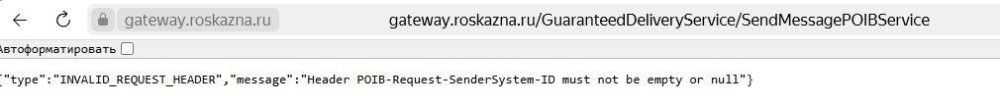 gateway.roskazna.ru gateway.roskazna.ru/GuaranteedDeliveryService/SendMessagePOIBService
Автоформатировать
{"type":"INVALID_REQUEST_HEADER","message":"Header POIB-Request-SenderSystem-ID must not be empty or null"}